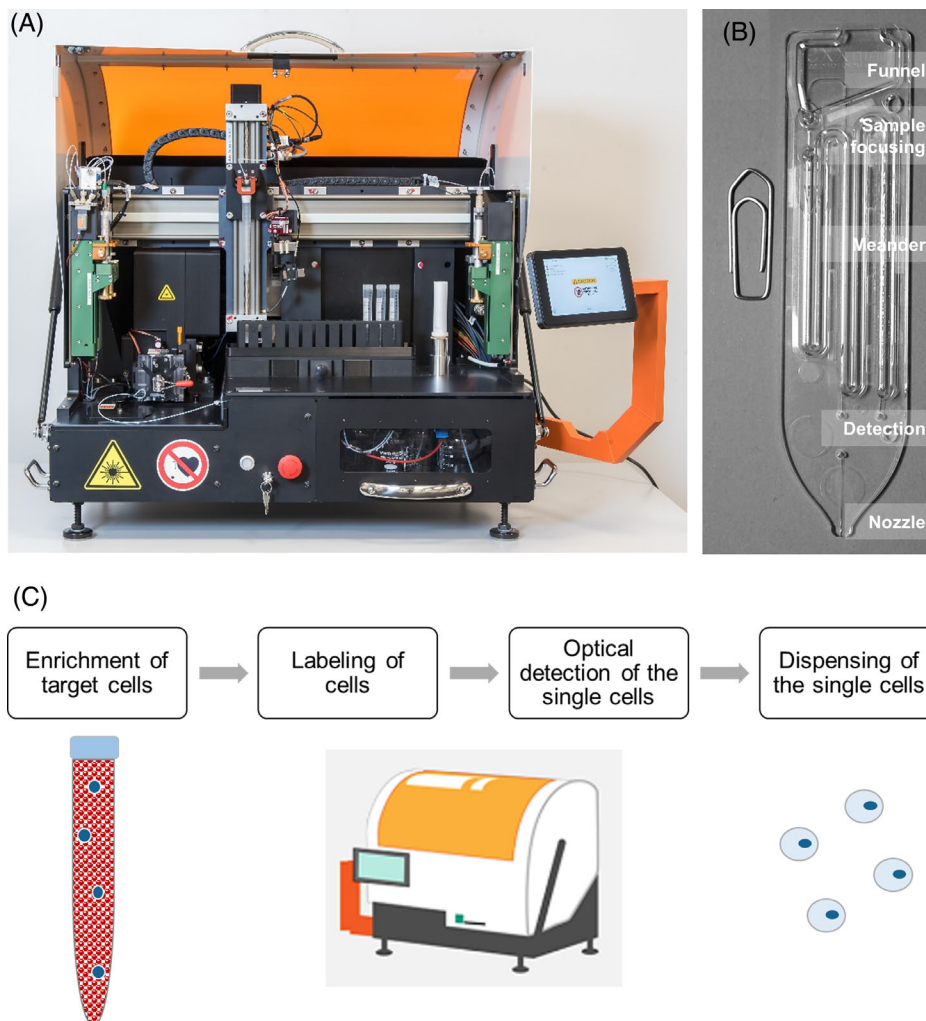 (A)
(B)
Funnel
Sample
focusing
Meander
Detection
Nozzle
(C)
Enrichment of
target cells
Labeling of
cells
Optical
detection of the
single cells
Dispensing of
the single cells